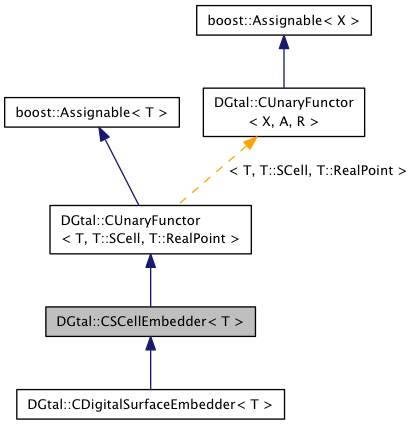 boost::Assignable< X >
boost::Assignable< T >
DGtal::CUnaryFunctor
< X, A, R >
< T, T::SCell, T::RealPoint >
DGtal::CUnaryFunctor
< T, T::SCell, T::RealPoint >
DGtal::CSCellEmbedder< T >
DGtal::CDigitalSurfaceEmbedder< T >